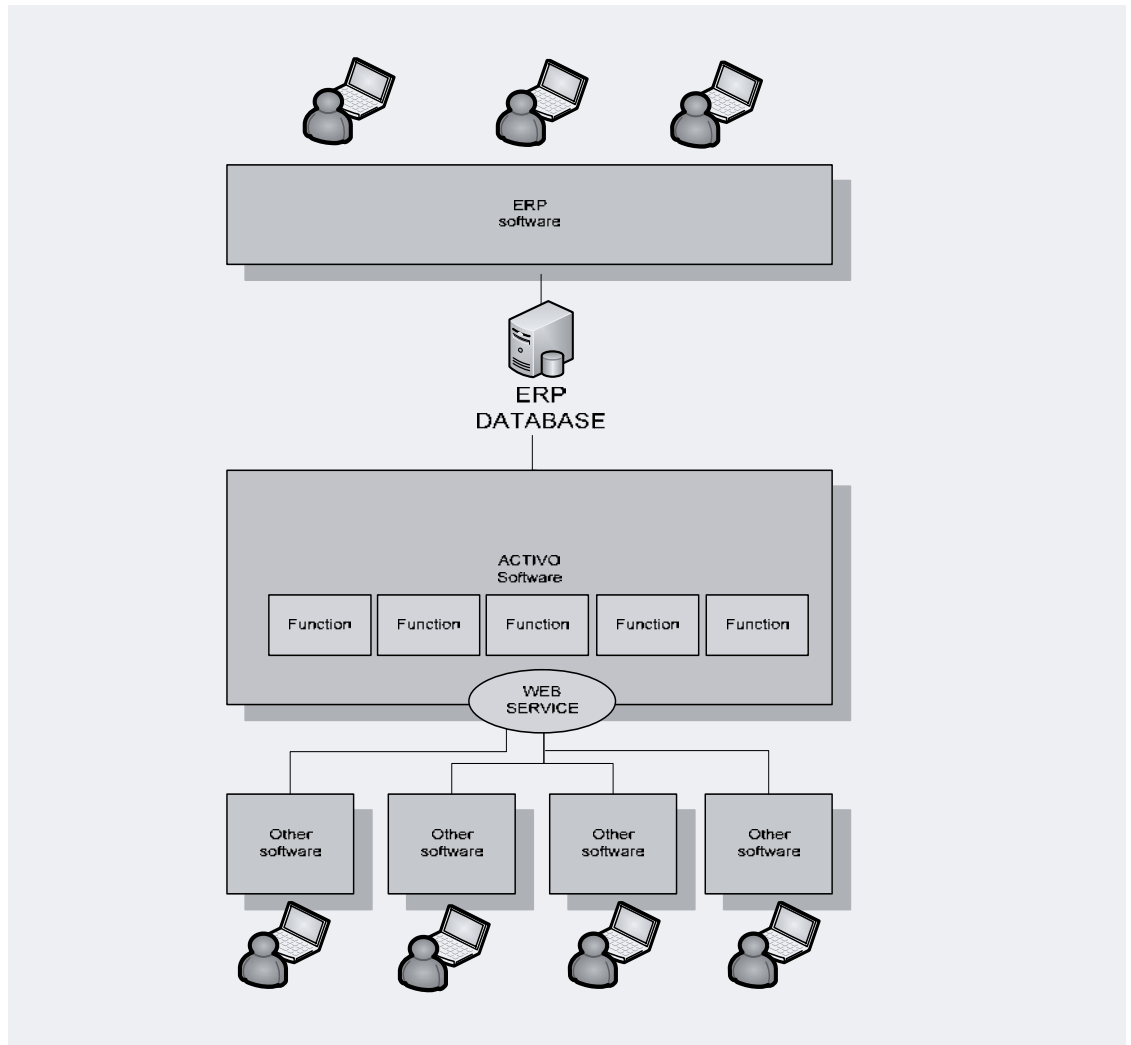 ERP
software
ERP
DATABASE
ACTIVO
Software
Function Function Function Function Function
WEB
SERVICE
Other Other Other Other
software software software software